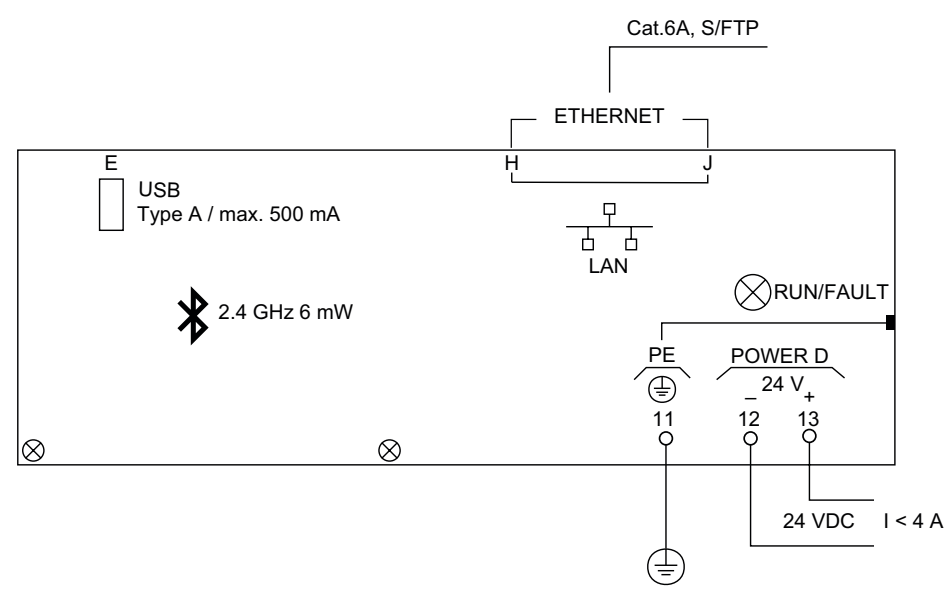 Cat.6A, S/FTP
ETHERNET
E
H
J
USB
Type A / max. 500 mA
LAN
2.4 GHz 6 mW
RUN/FAULT
PE
POWER D
24 V
– +
11
12
13
24 VDC
I < 4 A